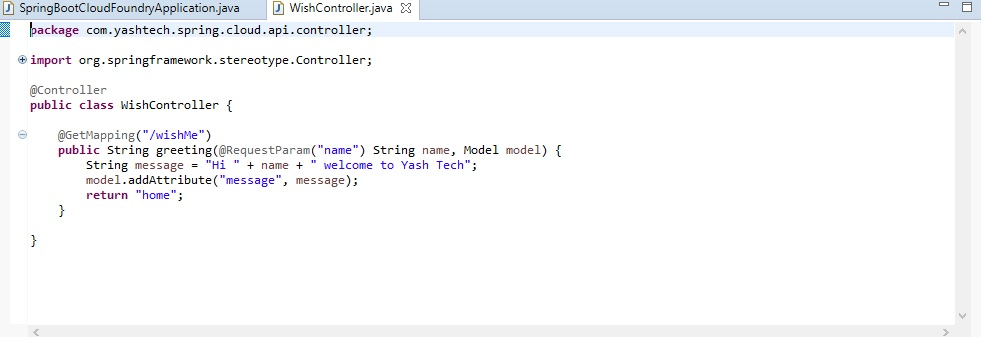 SpringBootCloudFoundryApplication.java WishController.java
package com.yashtech.spring.cloud.api.controller;
import org.springframework.stereotype.Controller;
@Controller
public class WishController {
@GetMapping("/wishMe")
public String greeting(@RequestParam("name") String name, Model model) {
String message = "Hi " + name + " welcome to Yash Tech";
model.addAttribute("message", message);
return "home";
}
}